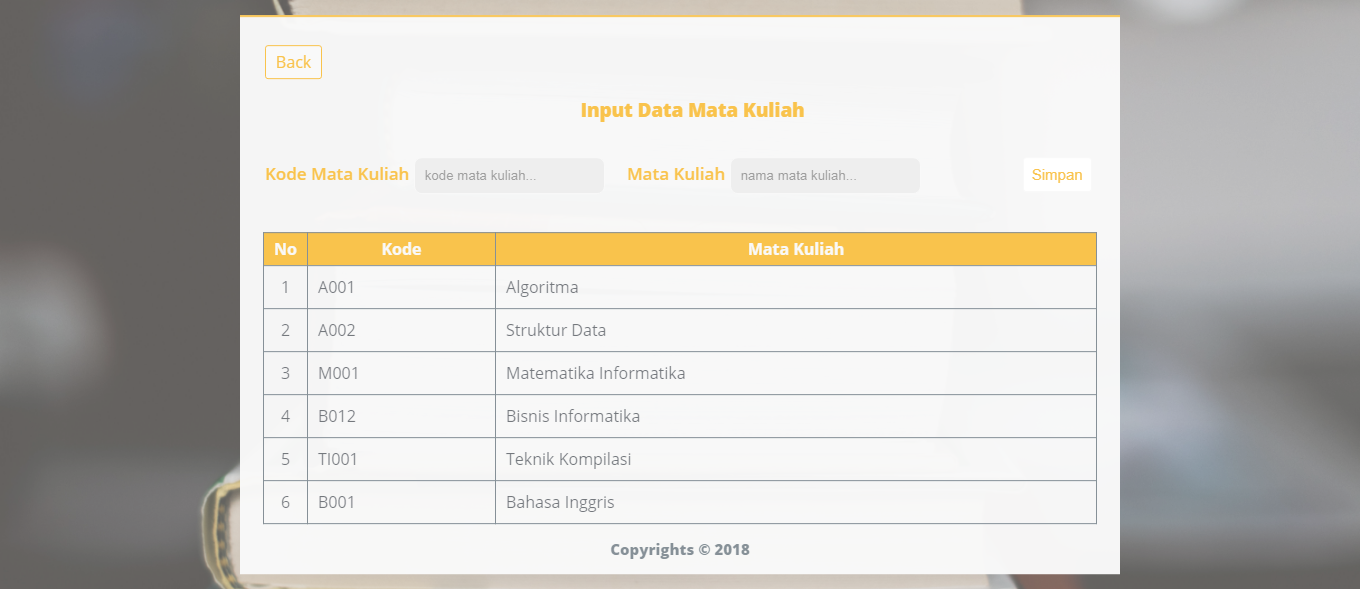 Back
Input Data Mata Kuliah
Kode Mata Kuliah kode mata kuliah... Mata Kuliah nama mata kuliah... Simpan
No Kode Mata Kuliah
1 A001 Algoritma
2 A002 Struktur Data
3 M001 Matematika Informatika
4 B012 Bisnis Informatika
5 TI001 Teknik Kompilasi
6 B001 Bahasa Inggris
Copyrights © 2018